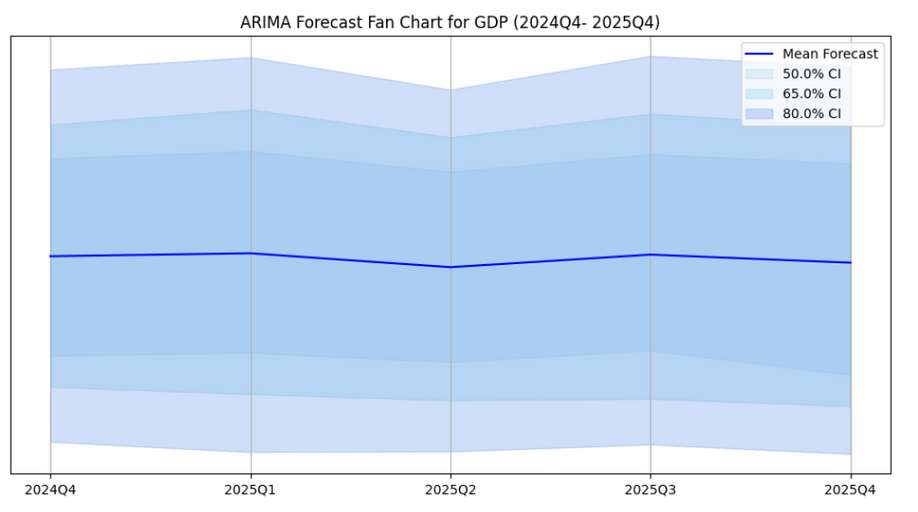 ARIMA Forecast Fan Chart for GDP (2024Q4- 2025Q4)
Mean Forecast
50.0% CI
65.0% CI
80.0% CI
2024Q4 2025Q1 2025Q2 2025Q3 2025Q4